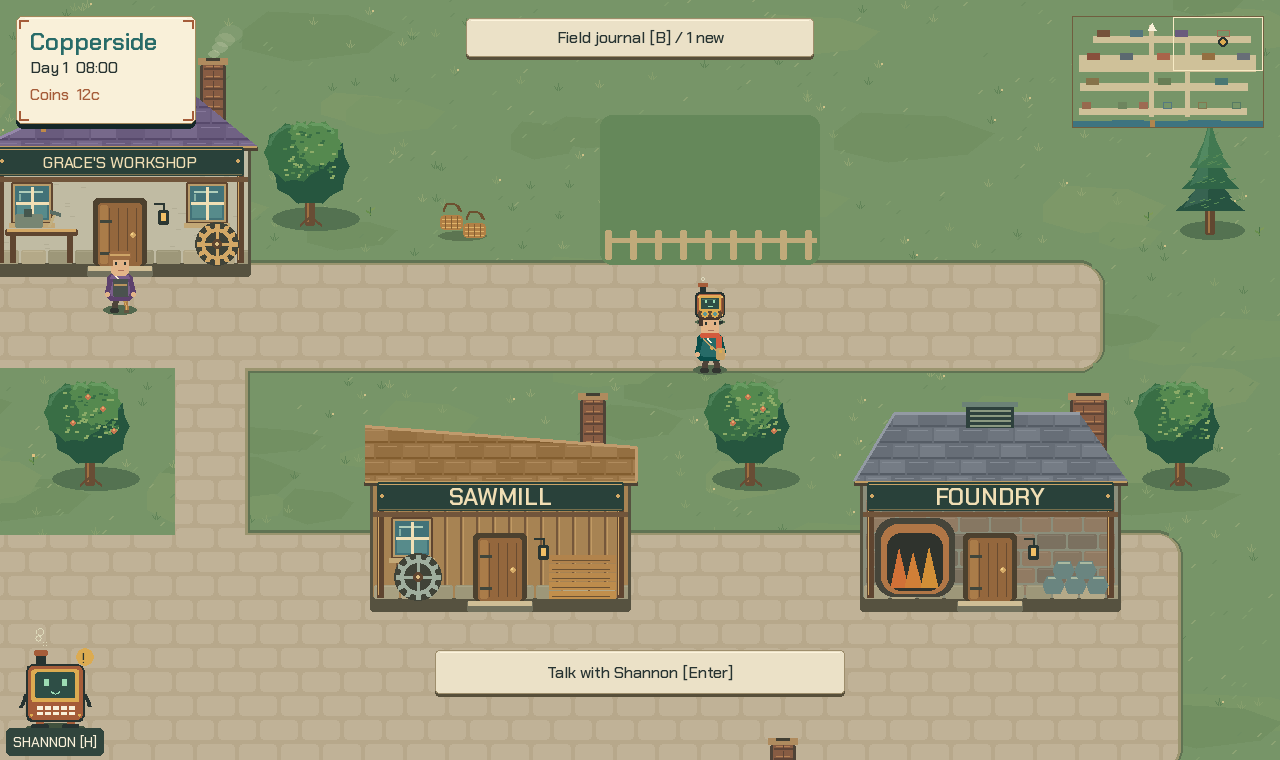 Copperside
Day 1 08:00
Coins 12c
Field journal [B] / 1 new
GRACE'S WORKSHOP
SAWMILL
FOUNDRY
Talk with Shannon [Enter]
!
SHANNON [H]